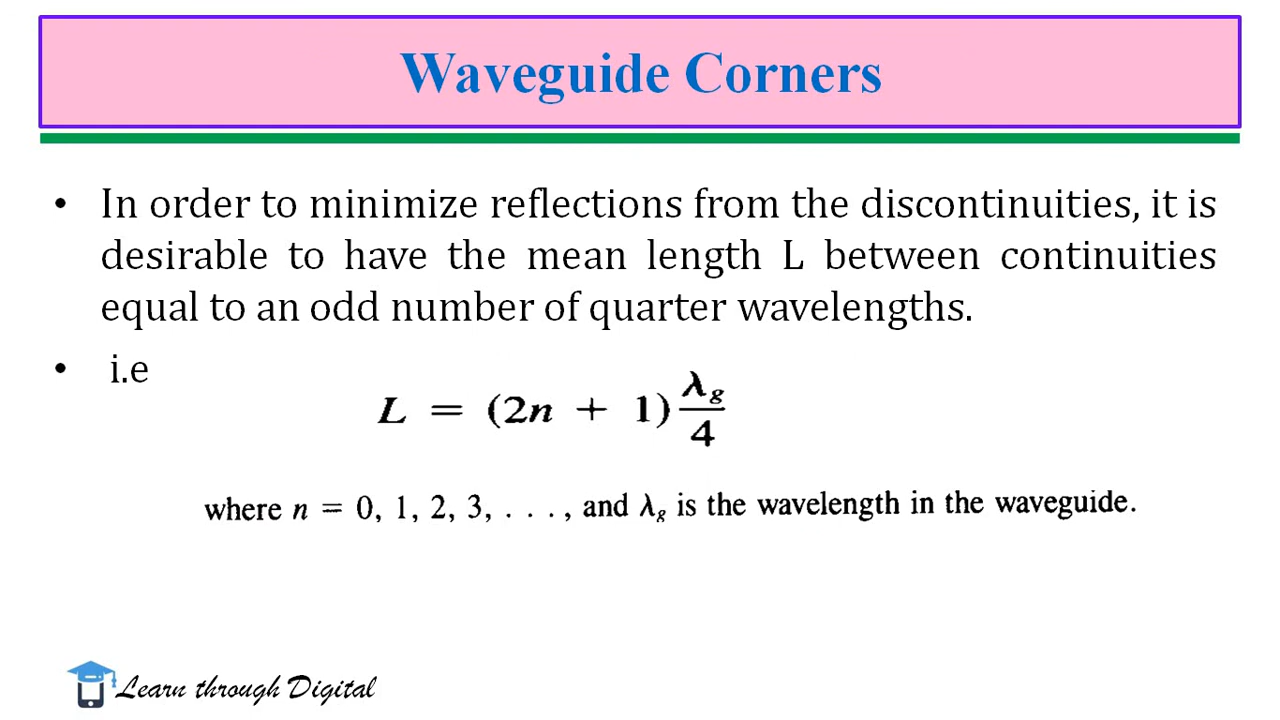 Waveguide Corners
• In order to minimize reflections from the discontinuities, it is
desirable to have the mean length L between continuities
equal to an odd number of quarter wavelengths.
• i.e
L = (2n + 1) λg/4
where n = 0, 1, 2, 3, . . . , and λg is the wavelength in the waveguide.
Learn through Digital